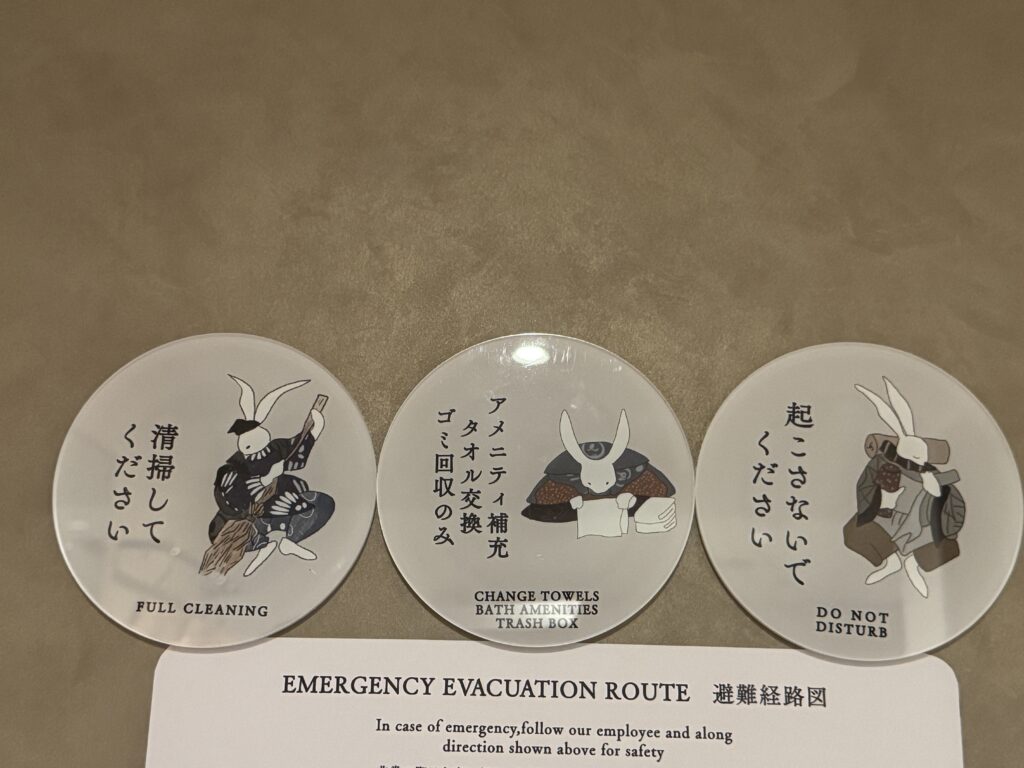 清掃して
ください
FULL CLEANING
アメニティ補充
タオル交換
ゴミ回収のみ
CHANGE TOWELS
BATH AMENITIES
TRASH BOX
起こさないで
ください
DO NOT
DISTURB
EMERGENCY EVACUATION ROUTE 避難経路図
In case of emergency,follow our employee and along
direction shown above for safety